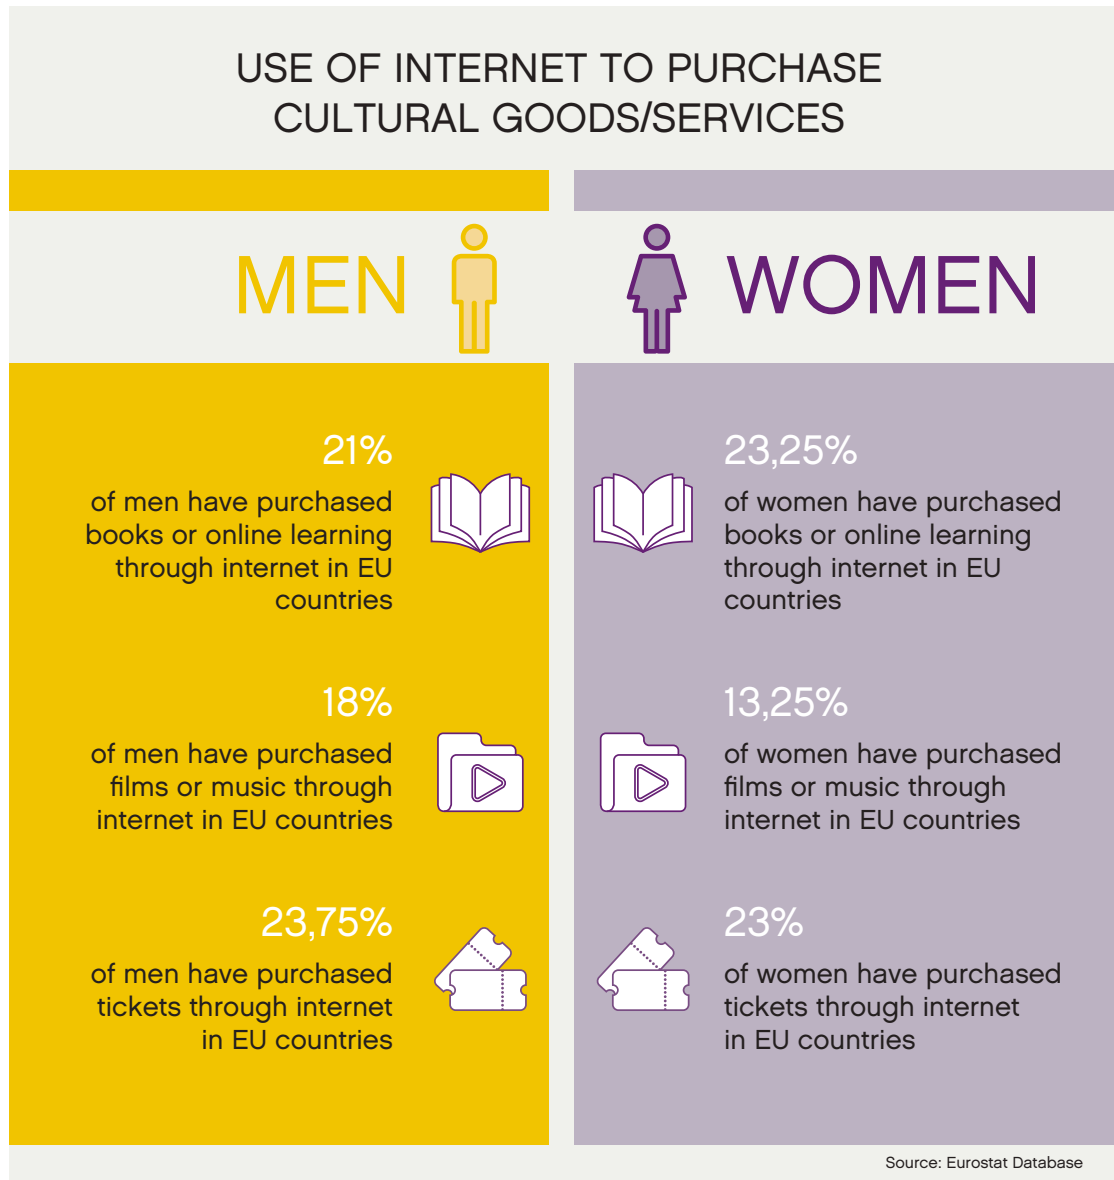 USE OF INTERNET TO PURCHASE
CULTURAL GOODS/SERVICES
MEN
21%
of men have purchased
books or online learning
through internet in EU
countries
18%
of men have purchased
films or music through
internet in EU countries
23,75%
of men have purchased
tickets through internet
in EU countries
WOMEN
23,25%
of women have purchased
books or online learning
through internet in EU
countries
13,25%
of women have purchased
films or music through
internet in EU countries
23%
of women have purchased
tickets through internet
in EU countries
Source: Eurostat Database